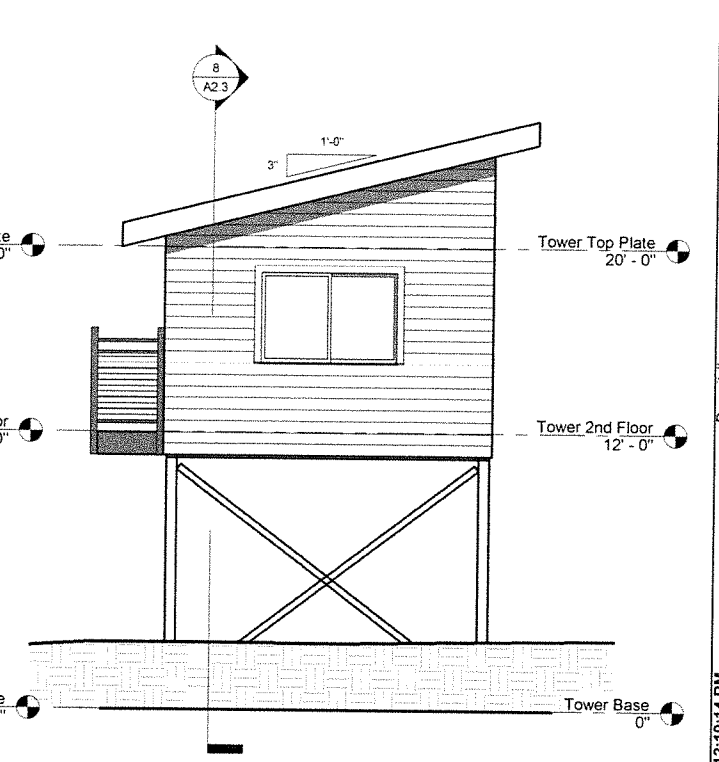 8
A2.3
1'-0"
3"
Tower Top Plate
20' - 0"
Tower 2nd Floor
12' - 0"
Tower Base
0"